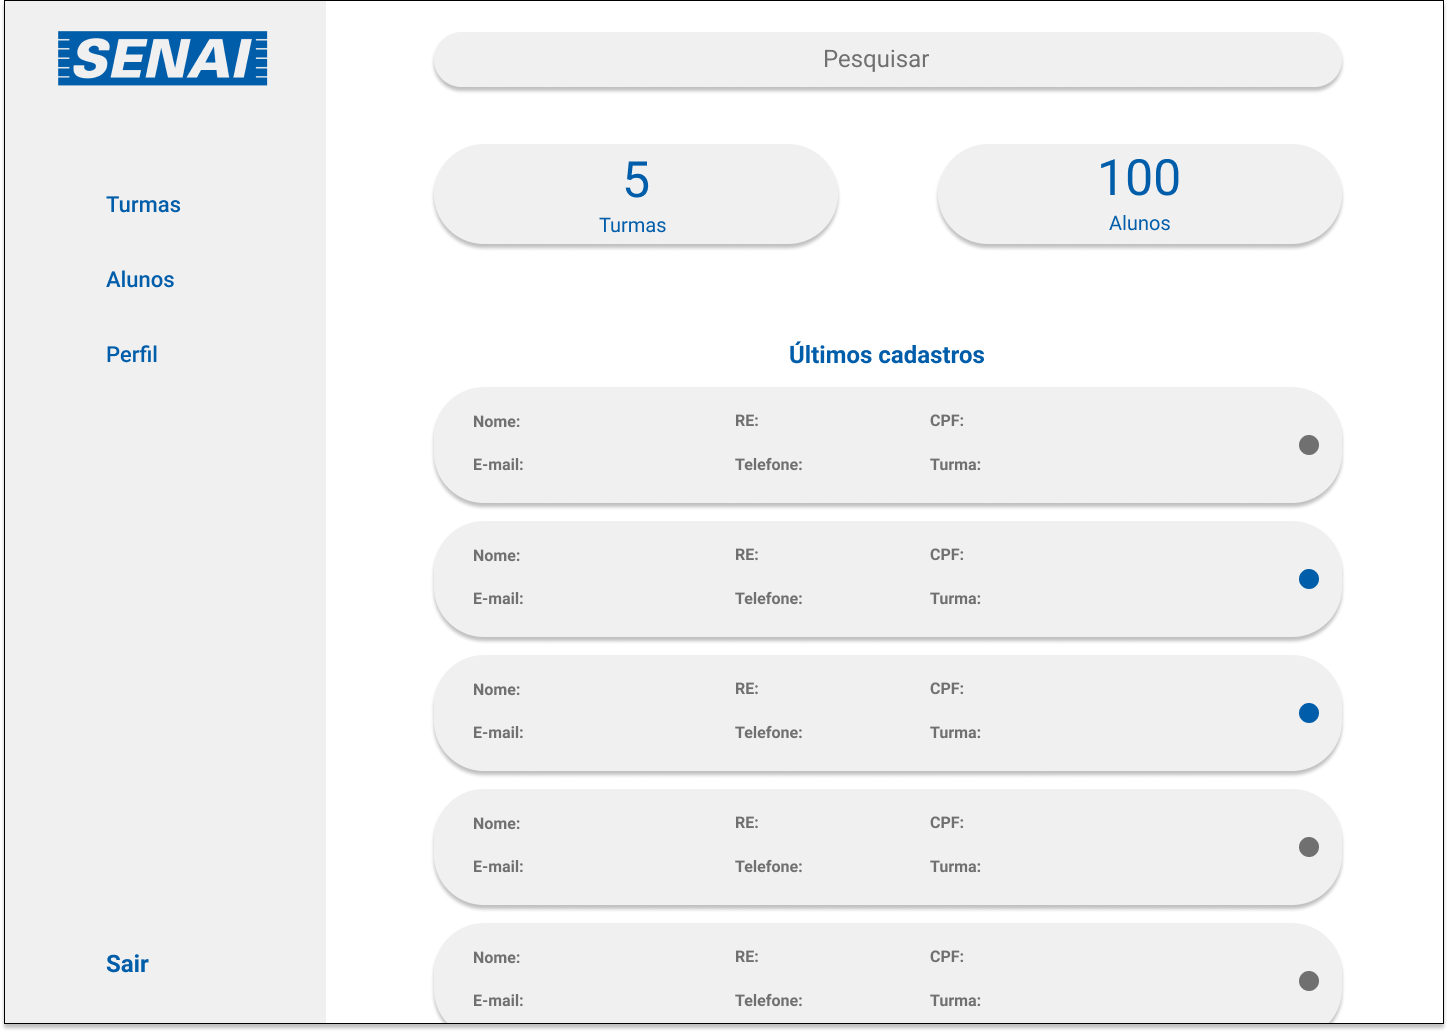 SENAI
Turmas
Alunos
Perfil
Sair
Pesquisar
5
Turmas
100
Alunos
Últimos cadastros
Nome: RE: CPF:
E-mail: Telefone: Turma:
Nome: RE: CPF:
E-mail: Telefone: Turma:
Nome: RE: CPF:
E-mail: Telefone: Turma:
Nome: RE: CPF:
E-mail: Telefone: Turma:
Nome: RE: CPF:
E-mail: Telefone: Turma: